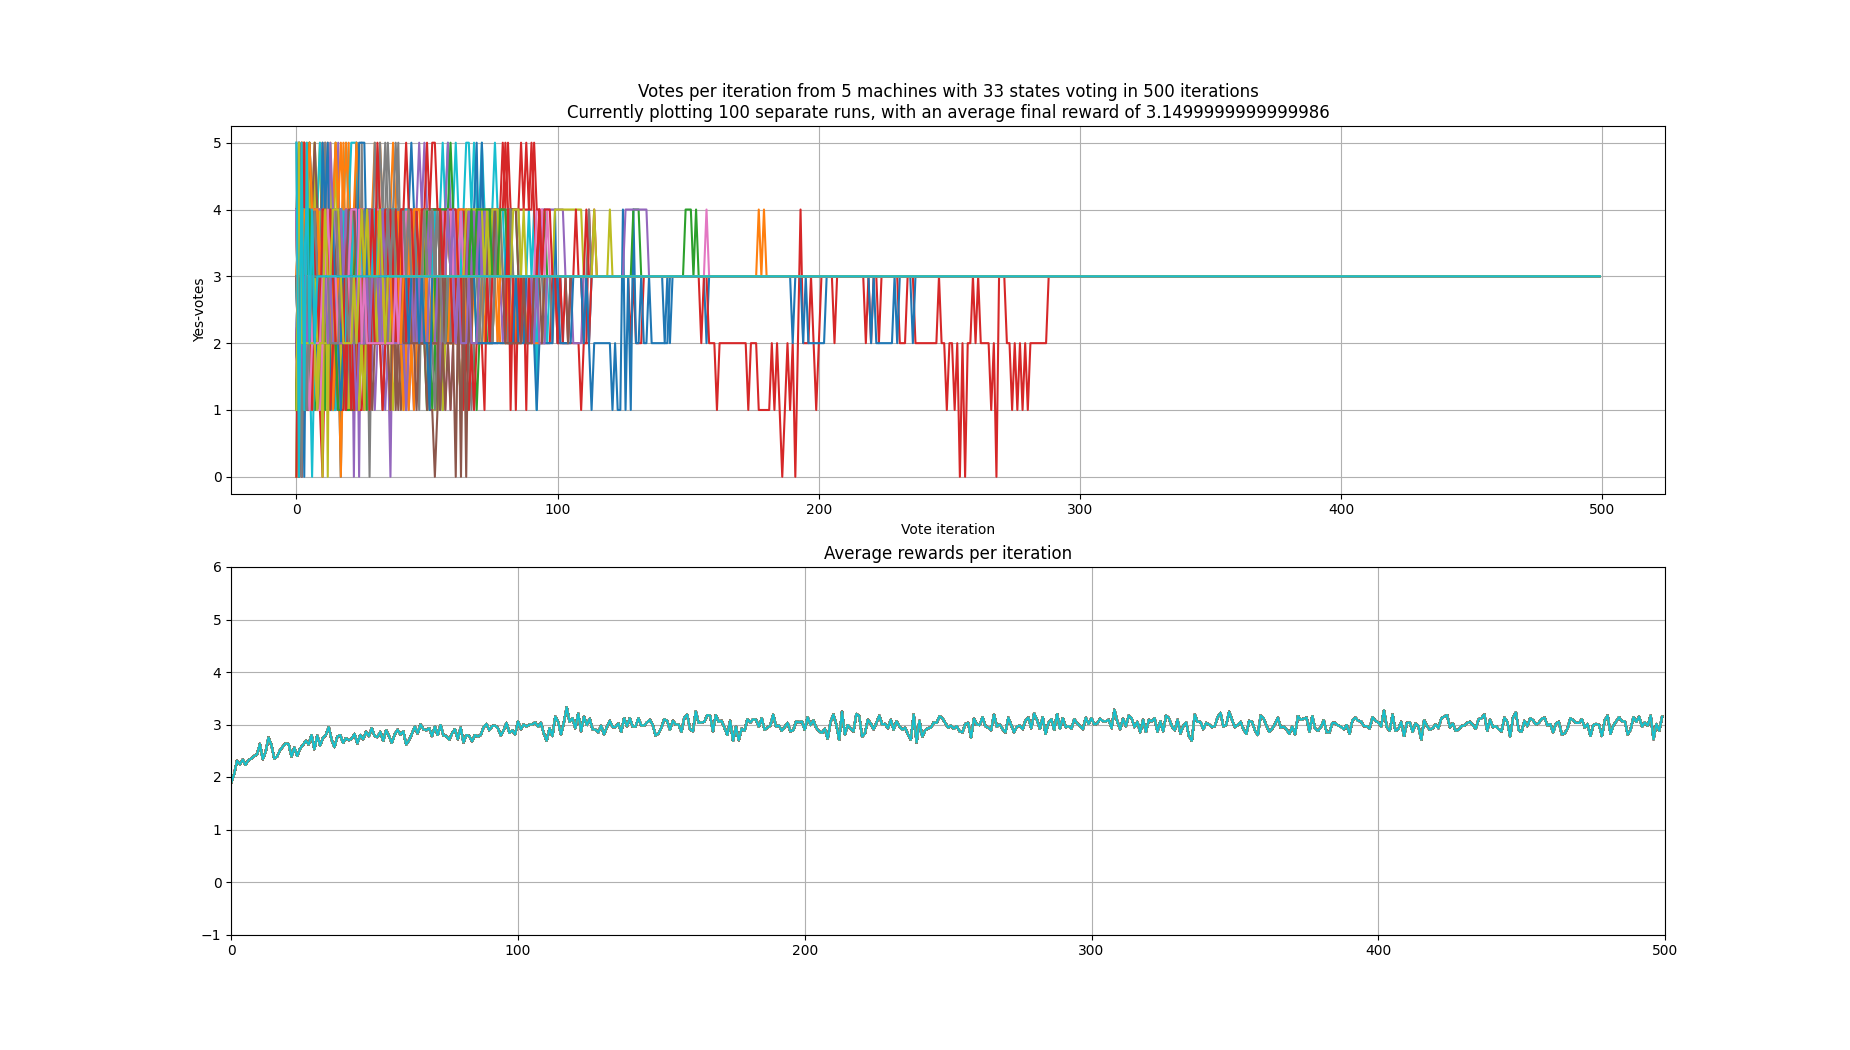 Votes per iteration from 5 machines with 33 states voting in 500 iterations
Currently plotting 100 separate runs, with an average final reward of 3.1499999999999986
5
4
3
2
1
0
Yes-votes
0 100 200 300 400 500
Vote iteration
Average rewards per iteration
6
5
4
3
2
1
0
−1
0 100 200 300 400 500